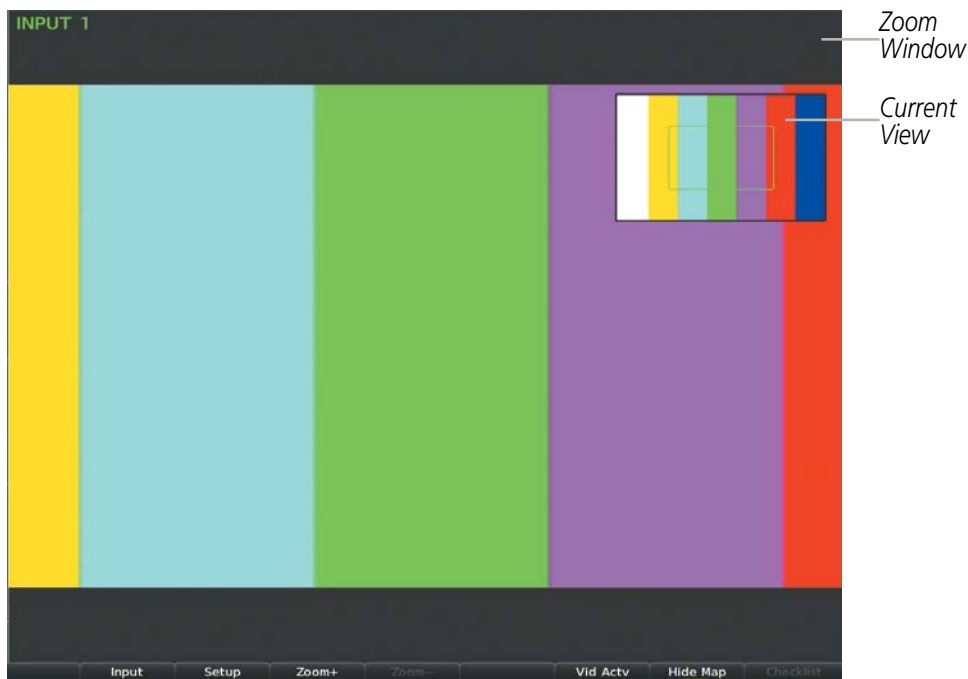 INPUT 1
Zoom
Window
Current
View
Input Setup Zoom+ Zoom- Vid Actv Hide Map Checklist